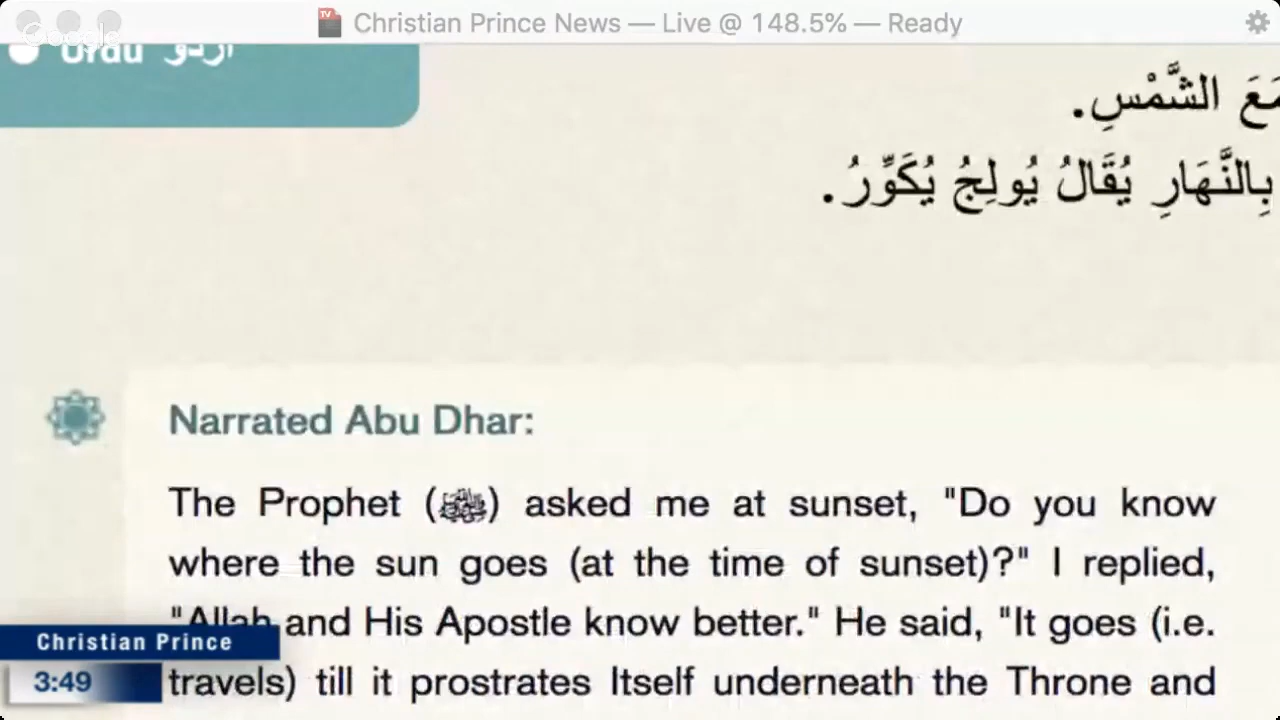 Christian Prince News — Live @ 148.5% — Ready
Google
Urdu اردو
مَعَ الشَّمْسِ.
بِالنَّهَارِ يُقَالُ يُولِجُ يُكَوِّرُ.
Narrated Abu Dhar:
The Prophet (ﷺ) asked me at sunset, "Do you know
where the sun goes (at the time of sunset)?" I replied,
"Allah and His Apostle know better." He said, "It goes (i.e.
travels) till it prostrates Itself underneath the Throne and
Christian Prince
3:49